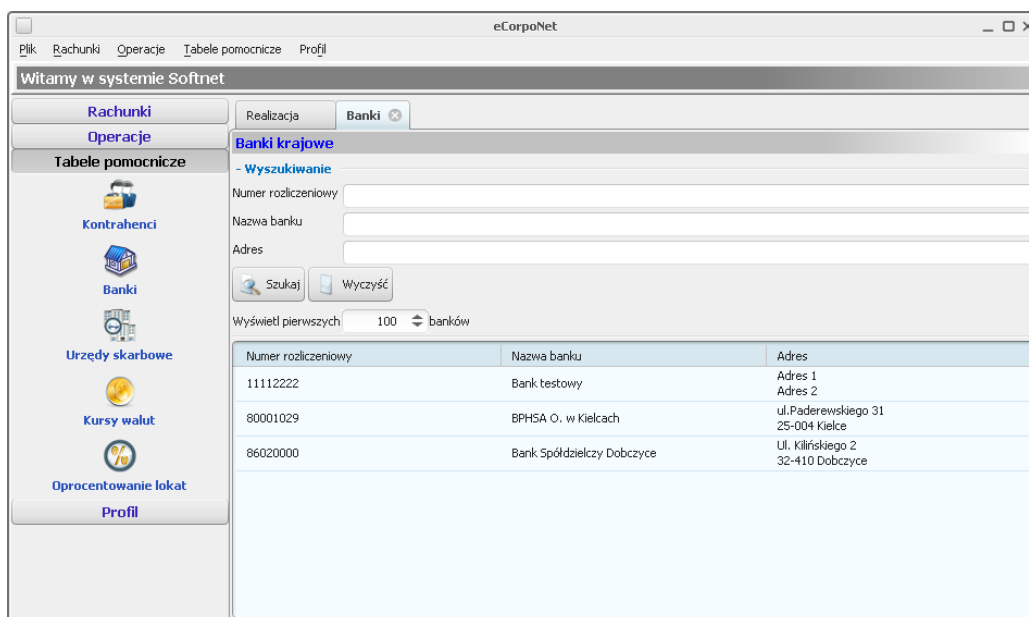 eCorpoNet
Plik Rachunki Operacje Tabele pomocnicze Profil
Witamy w systemie Softnet
Rachunki
Operacje
Tabele pomocnicze
Kontrahenci
Banki
Urzędy skarbowe
Kursy walut
Oprocentowanie lokat
Profil
Realizacja Banki
Banki krajowe
- Wyszukiwanie
Numer rozliczeniowy
Nazwa banku
Adres
Szukaj Wyczyść
Wyświetl pierwszych 100 banków
Numer rozliczeniowy Nazwa banku Adres
11112222 Bank testowy Adres 1
Adres 2
80001029 BPHSA O. w Kielcach ul.Paderewskiego 31
25-004 Kielce
86020000 Bank Spółdzielczy Dobczyce Ul. Kilińskiego 2
32-410 Dobczyce